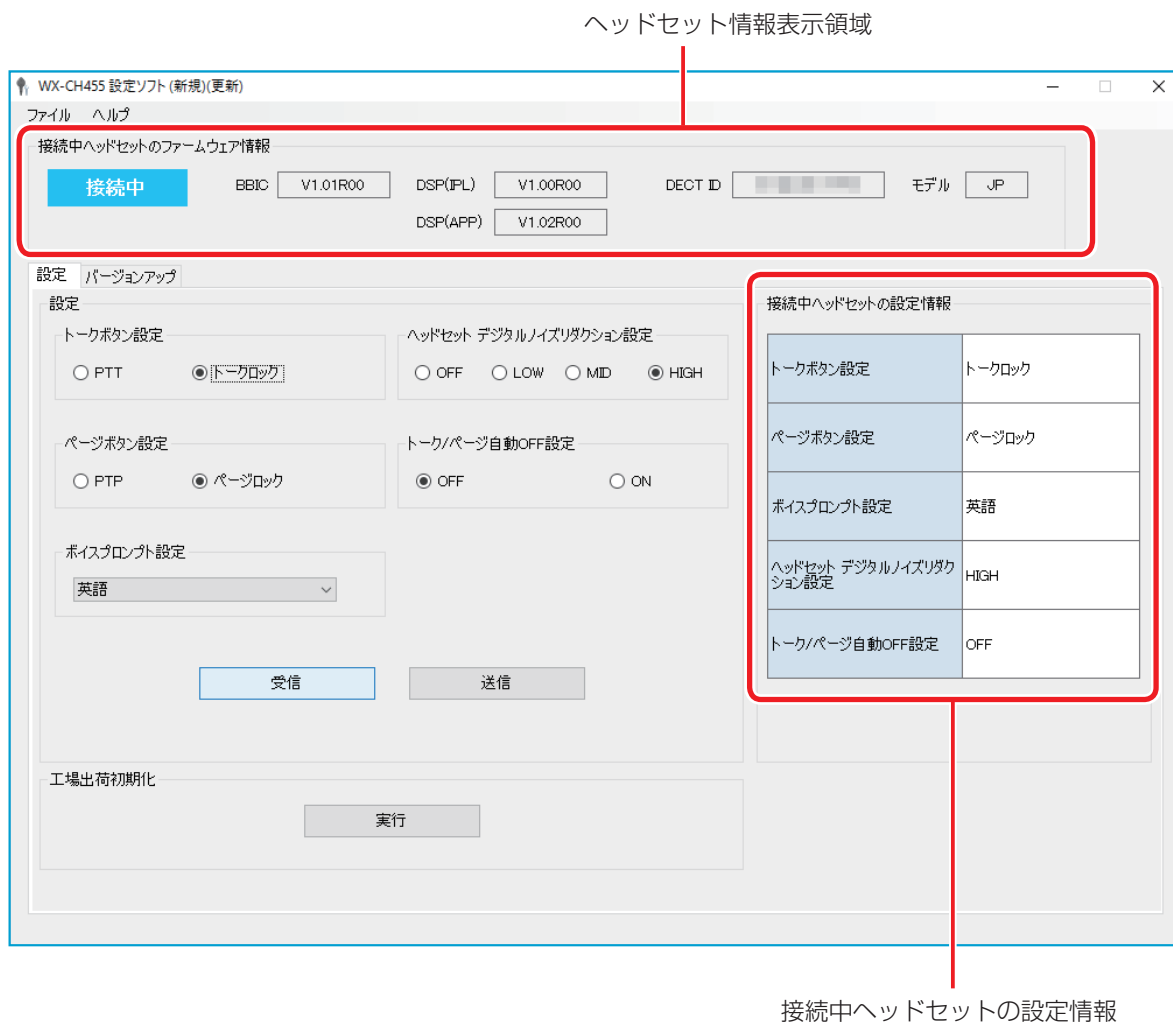 ヘッドセット情報表示領域
WX-CH455 設定ソフト (新規)(更新)
ファイル ヘルプ
接続中ヘッドセットのファームウェア情報
接続中 BBIC V1.01R00 DSP(IPL) V1.00R00 DECT ID モデル JP
DSP(APP) V1.02R00
設定 バージョンアップ
設定
トークボタン設定
PTT トークロック
ヘッドセット デジタルノイズリダクション設定
OFF LOW MID HIGH
ページボタン設定
PTP ページロック
トーク/ページ自動OFF設定
OFF ON
ボイスプロンプト設定
英語
受信 送信
工場出荷初期化
実行
接続中ヘッドセットの設定情報
トークボタン設定 トークロック
ページボタン設定 ページロック
ボイスプロンプト設定 英語
ヘッドセット デジタルノイズリダク
ション設定 HIGH
トーク/ページ自動OFF設定 OFF
接続中ヘッドセットの設定情報